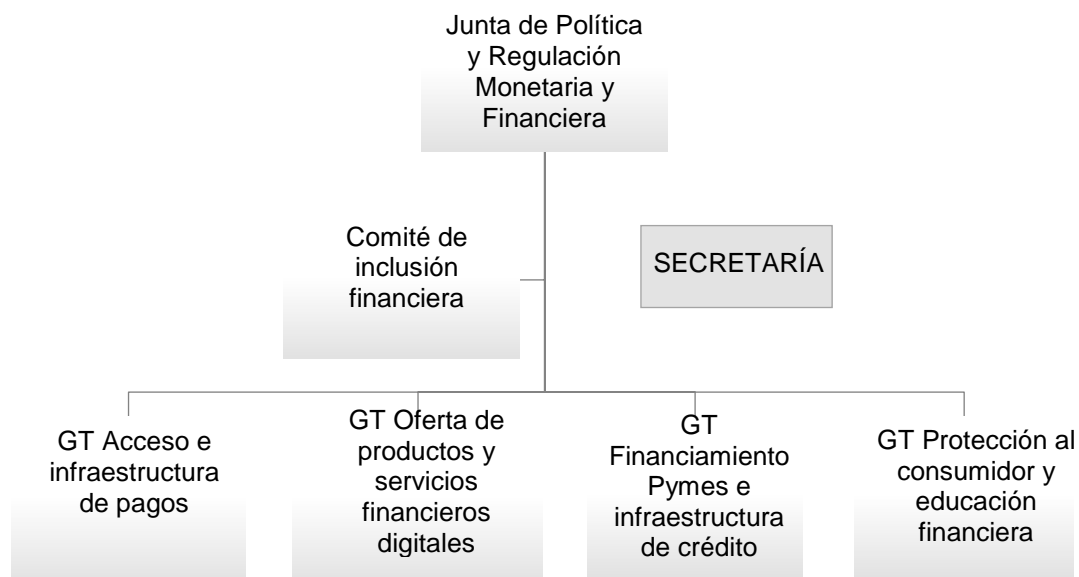 Junta de Política
y Regulación
Monetaria y
Financiera
Comité de
inclusión
financiera
SECRETARÍA
GT Acceso e
infraestructura
de pagos
GT Oferta de
productos y
servicios
financieros
digitales
GT
Financiamiento
Pymes e
infraestructura
de crédito
GT Protección al
consumidor y
educación
financiera